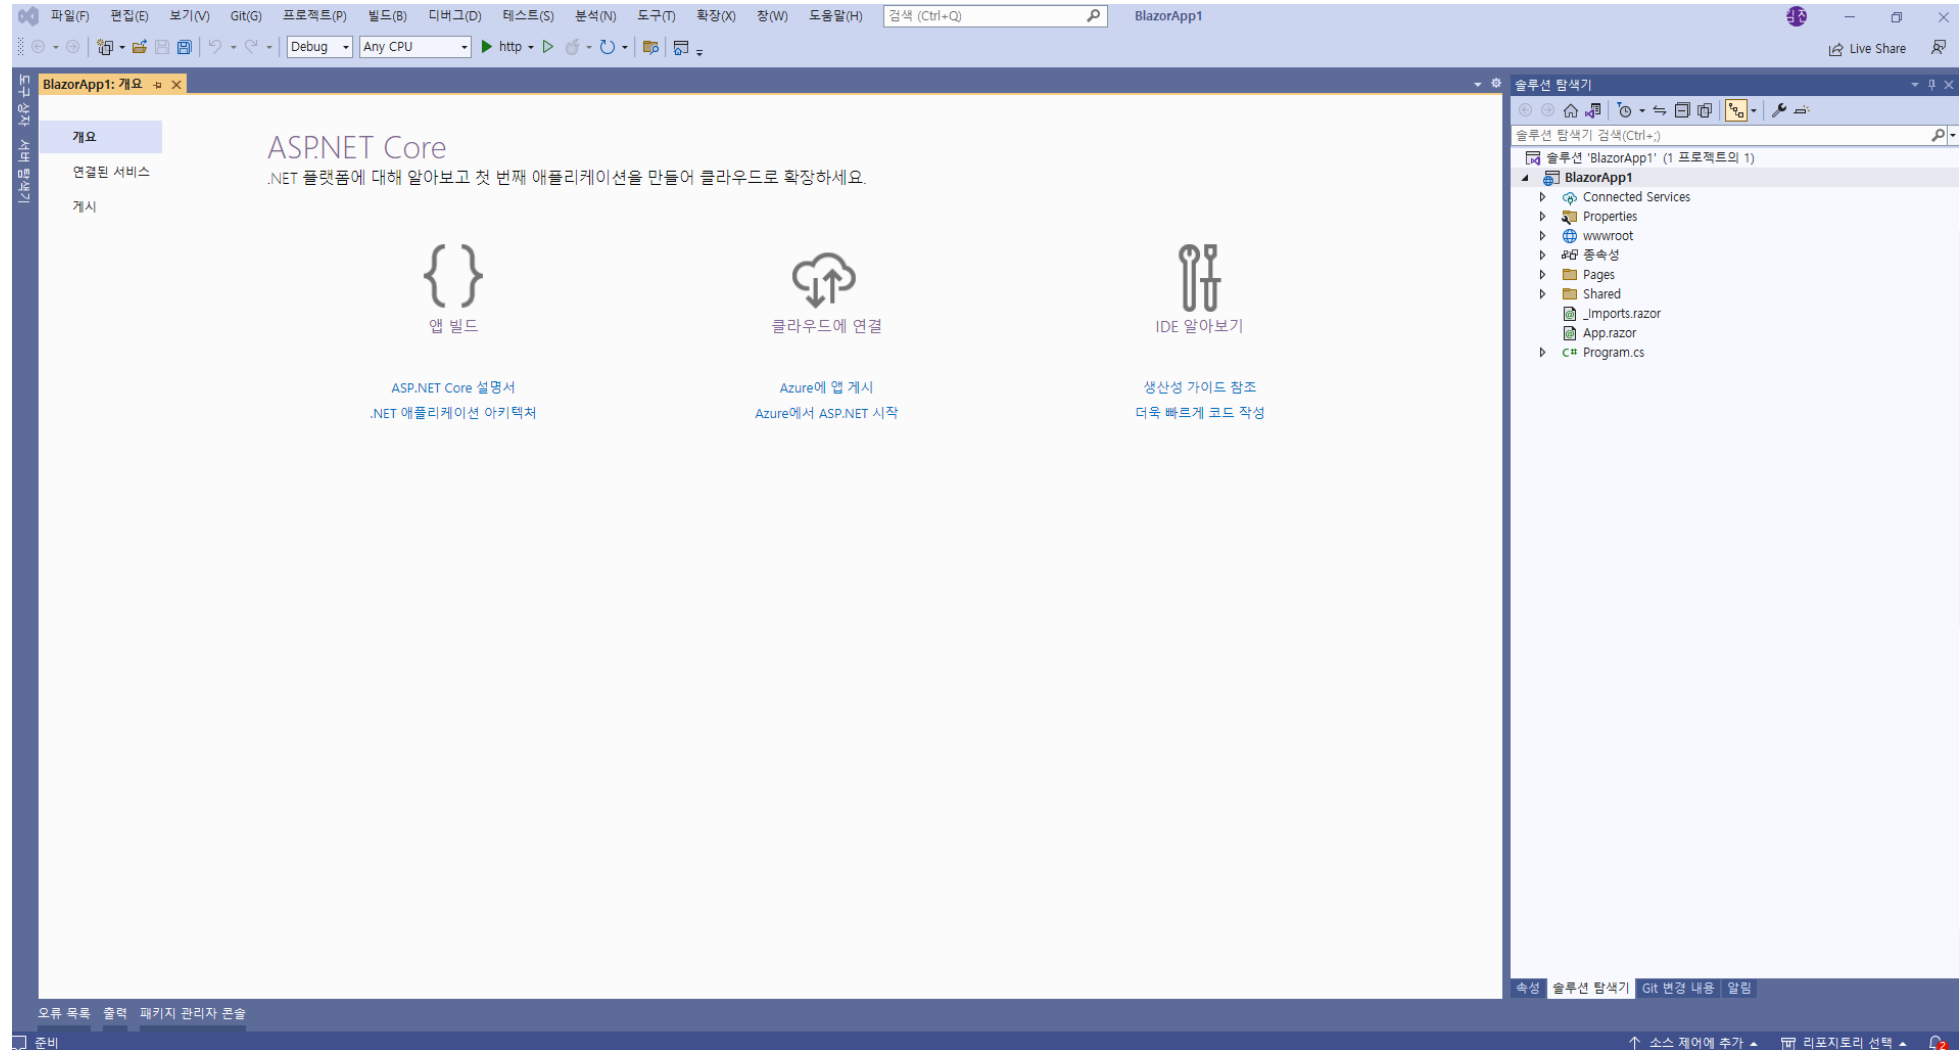 파일(F) 편집(E) 보기(V) Git(G) 프로젝트(P) 빌드(B) 디버그(D) 테스트(S) 분석(N) 도구(T) 확장(X) 창(W) 도움말(H) 검색 (Ctrl+Q) BlazorApp1
Debug Any CPU http Live Share
도구 상자
서버 탐색기
BlazorApp1: 개요
개요
연결된 서비스
게시
ASP.NET Core
.NET 플랫폼에 대해 알아보고 첫 번째 애플리케이션을 만들어 클라우드로 확장하세요.
앱 빌드
ASP.NET Core 설명서
.NET 애플리케이션 아키텍처
클라우드에 연결
Azure에 앱 게시
Azure에서 ASP.NET 시작
IDE 알아보기
생산성 가이드 참조
더욱 빠르게 코드 작성
솔루션 탐색기
솔루션 탐색기 검색(Ctrl+;)
솔루션 'BlazorApp1' (1 프로젝트의 1)
BlazorApp1
Connected Services
Properties
wwwroot
종속성
Pages
Shared
_Imports.razor
App.razor
C# Program.cs
속성 솔루션 탐색기 Git 변경 내용 알림
오류 목록 출력 패키지 관리자 콘솔
준비 소스 제어에 추가 리포지토리 선택 2